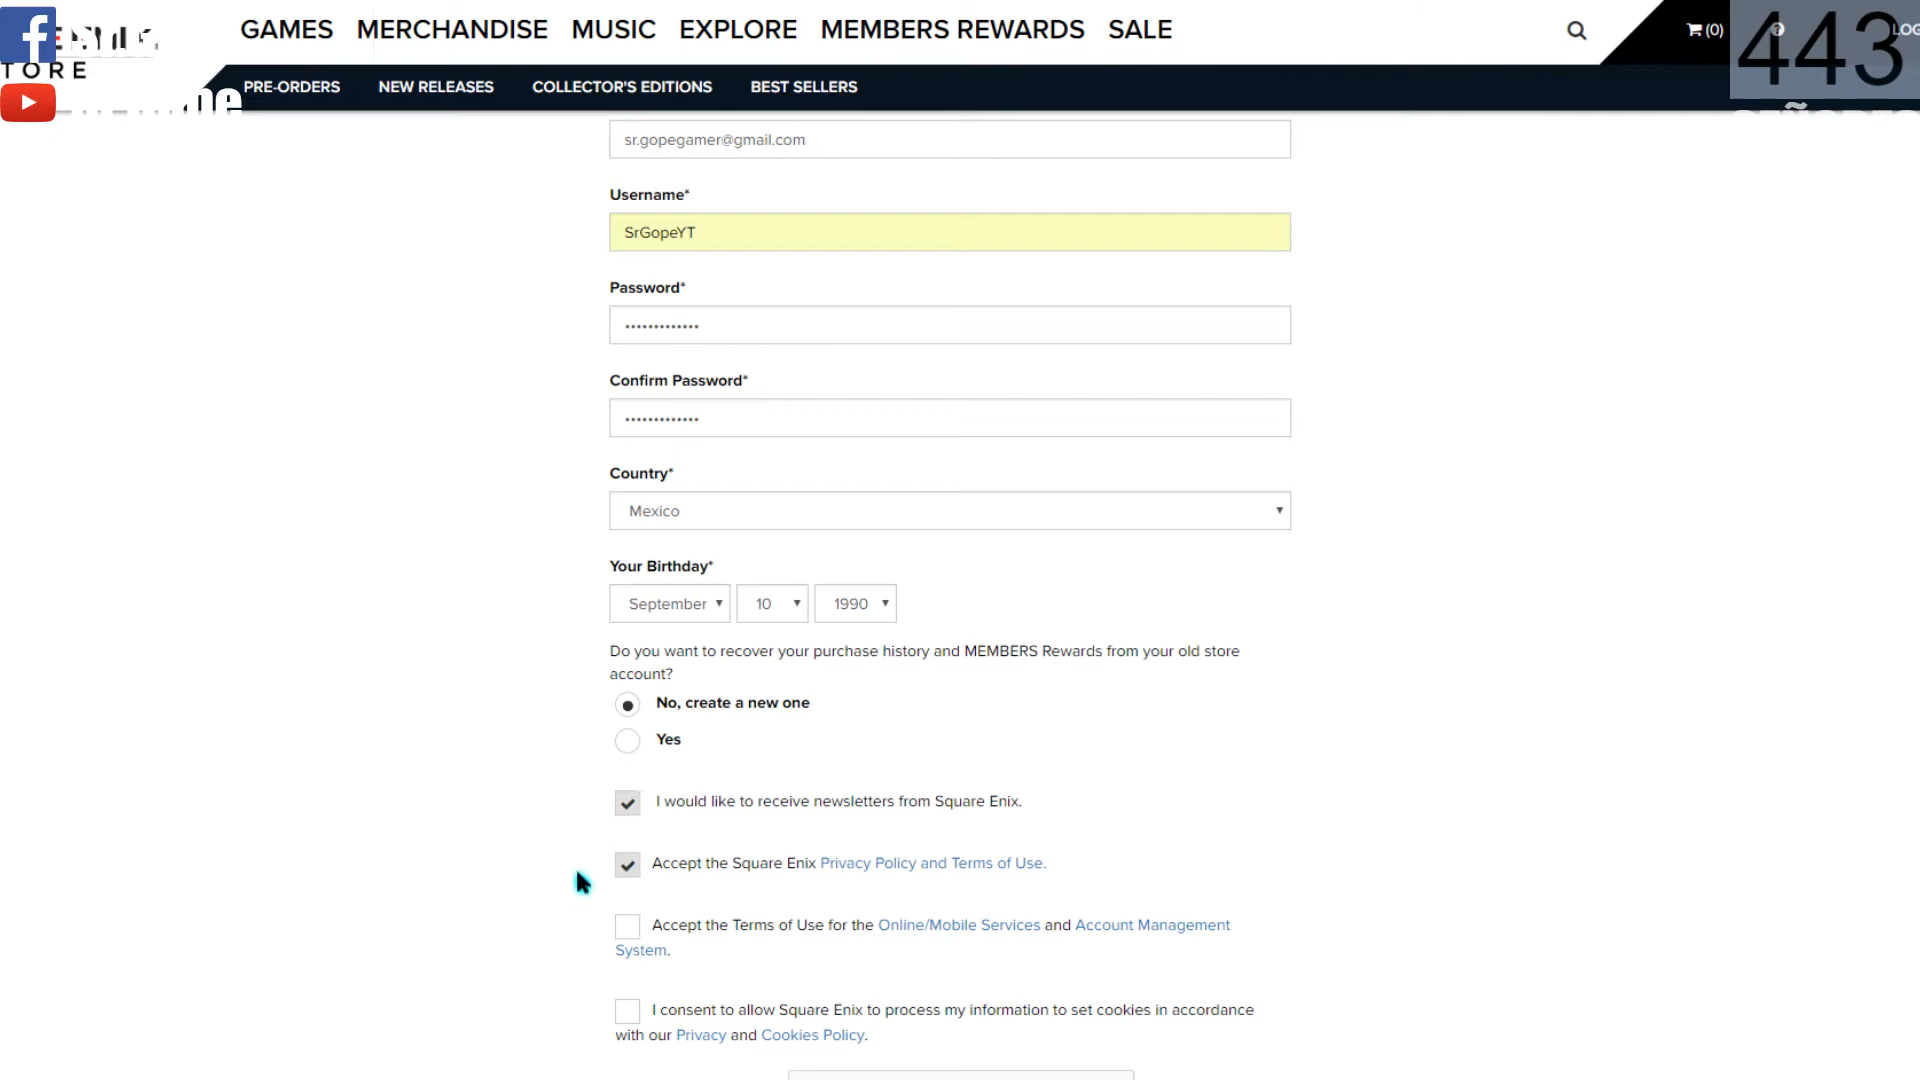 GAMES MERCHANDISE MUSIC EXPLORE MEMBERS REWARDS SALE
(0)
443
TORE
PRE-ORDERS NEW RELEASES COLLECTOR'S EDITIONS BEST SELLERS
sr.gopegamer@gmail.com
Username*
SrGopeYT
Password*
•••••••••••••
Confirm Password*
•••••••••••••
Country*
Mexico
Your Birthday*
September 10 1990
Do you want to recover your purchase history and MEMBERS Rewards from your old store
account?
No, create a new one
Yes
I would like to receive newsletters from Square Enix.
Accept the Square Enix Privacy Policy and Terms of Use.
Accept the Terms of Use for the Online/Mobile Services and Account Management
System.
I consent to allow Square Enix to process my information to set cookies in accordance
with our Privacy and Cookies Policy.